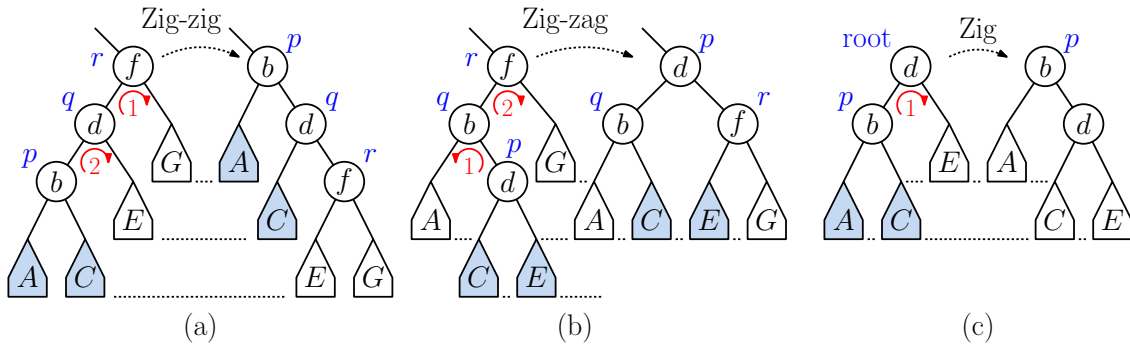 Zig-zig
Zig-zag
Zig
r f p b
r f p d
root d p b
q d 1 q d
q b 2 q b r f
p b 1 d
p b 2 G A r f
1 p d G
E A
E C
A A C E G
A C C E
A C E G
C E
(a)
(b)
(c)